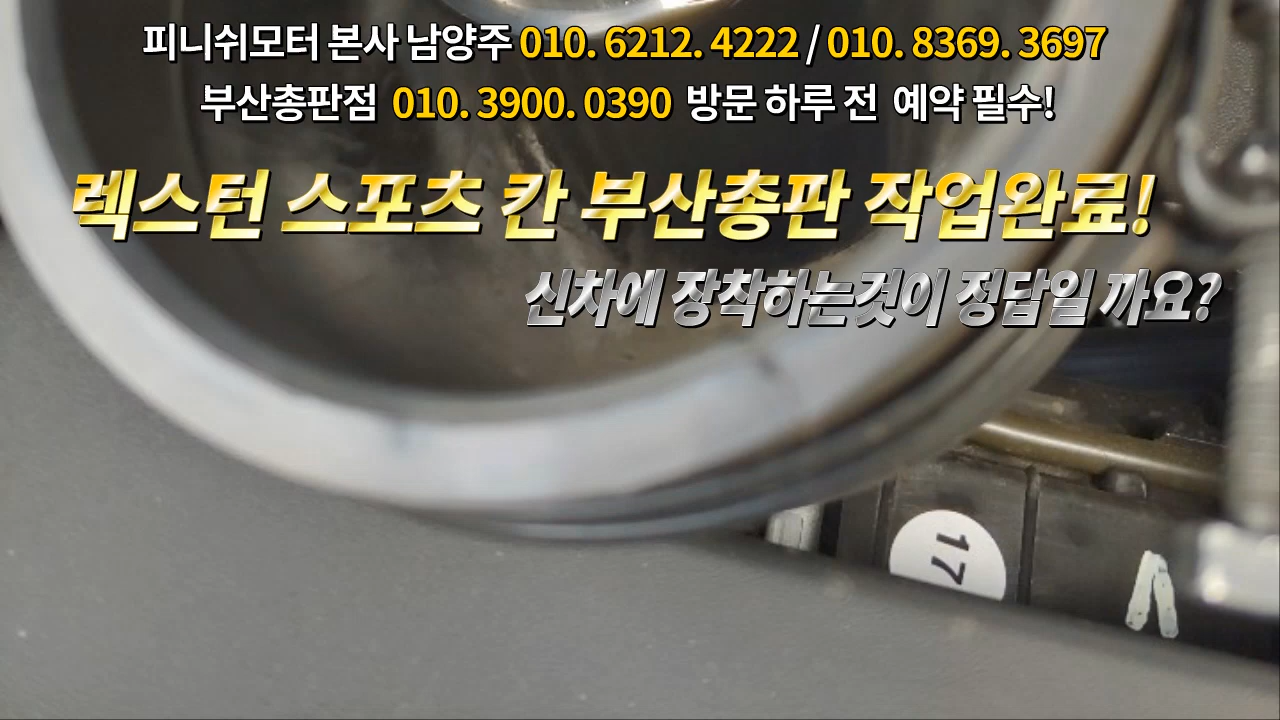 피니쉬모터 본사 남양주 010. 6212. 4222 / 010. 8369. 3697
부산총판점 010. 3900. 0390 방문 하루 전 예약 필수!
렉스턴 스포츠 칸 부산총판 작업완료!
신차에 장착하는것이 정답일 까요?
17